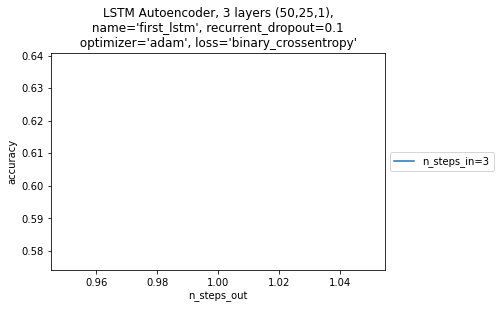 LSTM Autoencoder, 3 layers (50,25,1),
name='first_lstm', recurrent_dropout=0.1
optimizer='adam', loss='binary_crossentropy'
0.64
0.63
0.62
0.61
0.60
0.59
0.58
accuracy
n_steps_in=3
0.96 0.98 1.00 1.02 1.04
n_steps_out